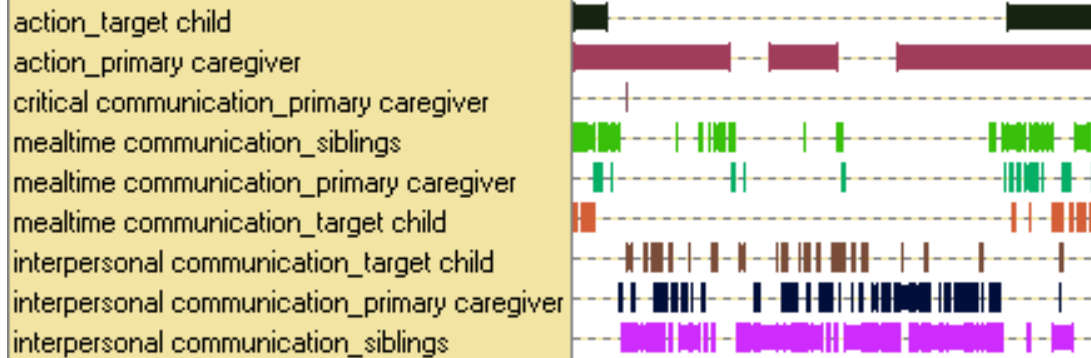 action_target child
action_primary caregiver
critical communication_primary caregiver
mealtime communication_siblings
mealtime communication_primary caregiver
mealtime communication_target child
interpersonal communication_target child
interpersonal communication_primary caregiver
interpersonal communication_siblings